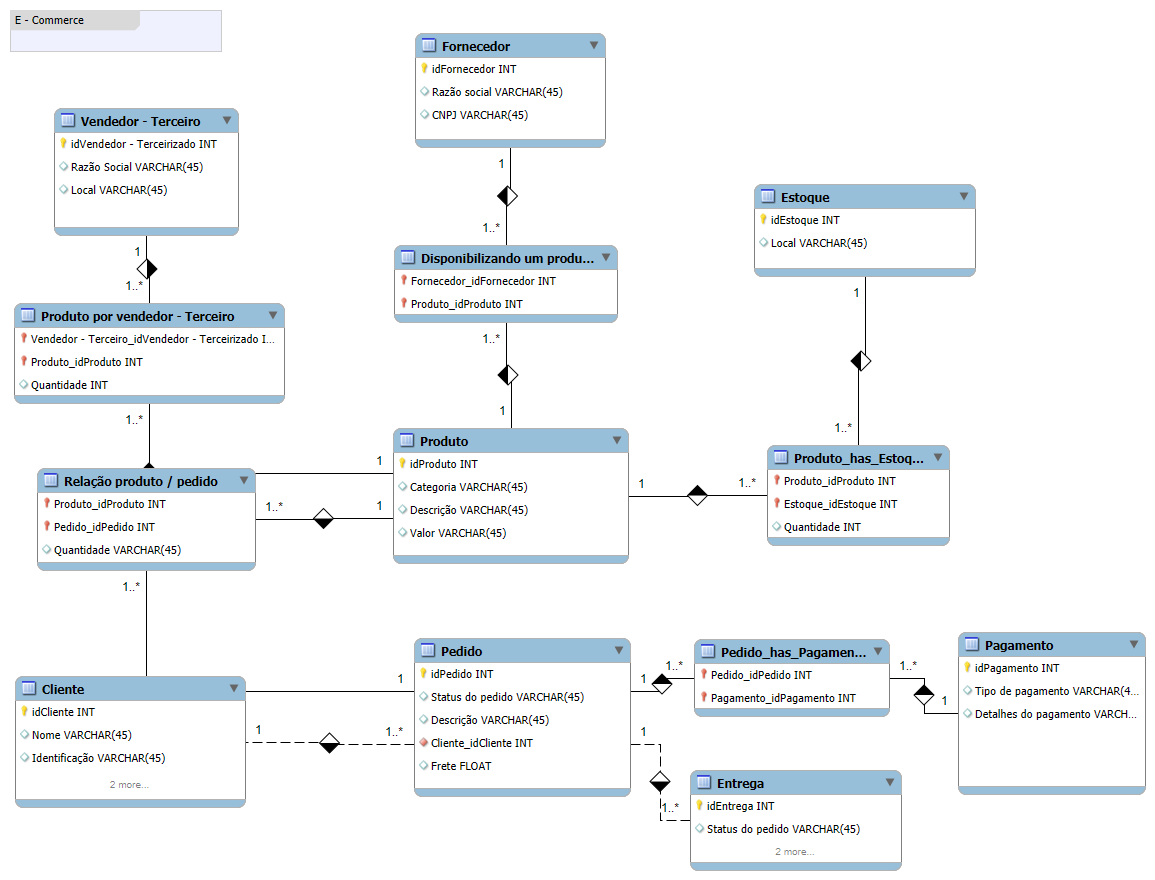 E - Commerce
Fornecedor
idFornecedor INT
Razão social VARCHAR(45)
CNPJ VARCHAR(45)
Vendedor - Terceiro
idVendedor - Terceirizado INT
Razão Social VARCHAR(45)
Local VARCHAR(45)
1
1..*
Estoque
idEstoque INT
Local VARCHAR(45)
1
1..*
Disponibilizando um produ...
Fornecedor_idFornecedor INT
Produto_idProduto INT
1
1..*
Produto por vendedor - Terceiro
Vendedor - Terceiro_idVendedor - Terceirizado I...
Produto_idProduto INT
Quantidade INT
1..*
1
1..*
1
Produto
idProduto INT
Categoria VARCHAR(45)
Descrição VARCHAR(45)
Valor VARCHAR(45)
1
1..*
Produto_has_Estoq...
Produto_idProduto INT
Estoque_idEstoque INT
Quantidade INT
1
1..*
Relação produto / pedido
Produto_idProduto INT
Pedido_idPedido INT
Quantidade VARCHAR(45)
1..*
1
1..*
1
Cliente
idCliente INT
Nome VARCHAR(45)
Identificação VARCHAR(45)
2 more...
1
1..*
Pedido
idPedido INT
Status do pedido VARCHAR(45)
Descrição VARCHAR(45)
Cliente_idCliente INT
Frete FLOAT
1
1..*
Pedido_has_Pagamen...
Pedido_idPedido INT
Pagamento_idPagamento INT
1..*
1
Pagamento
idPagamento INT
Tipo de pagamento VARCHAR(4...
Detalhes do pagamento VARCH...
1
1..*
Entrega
idEntrega INT
Status do pedido VARCHAR(45)
2 more...